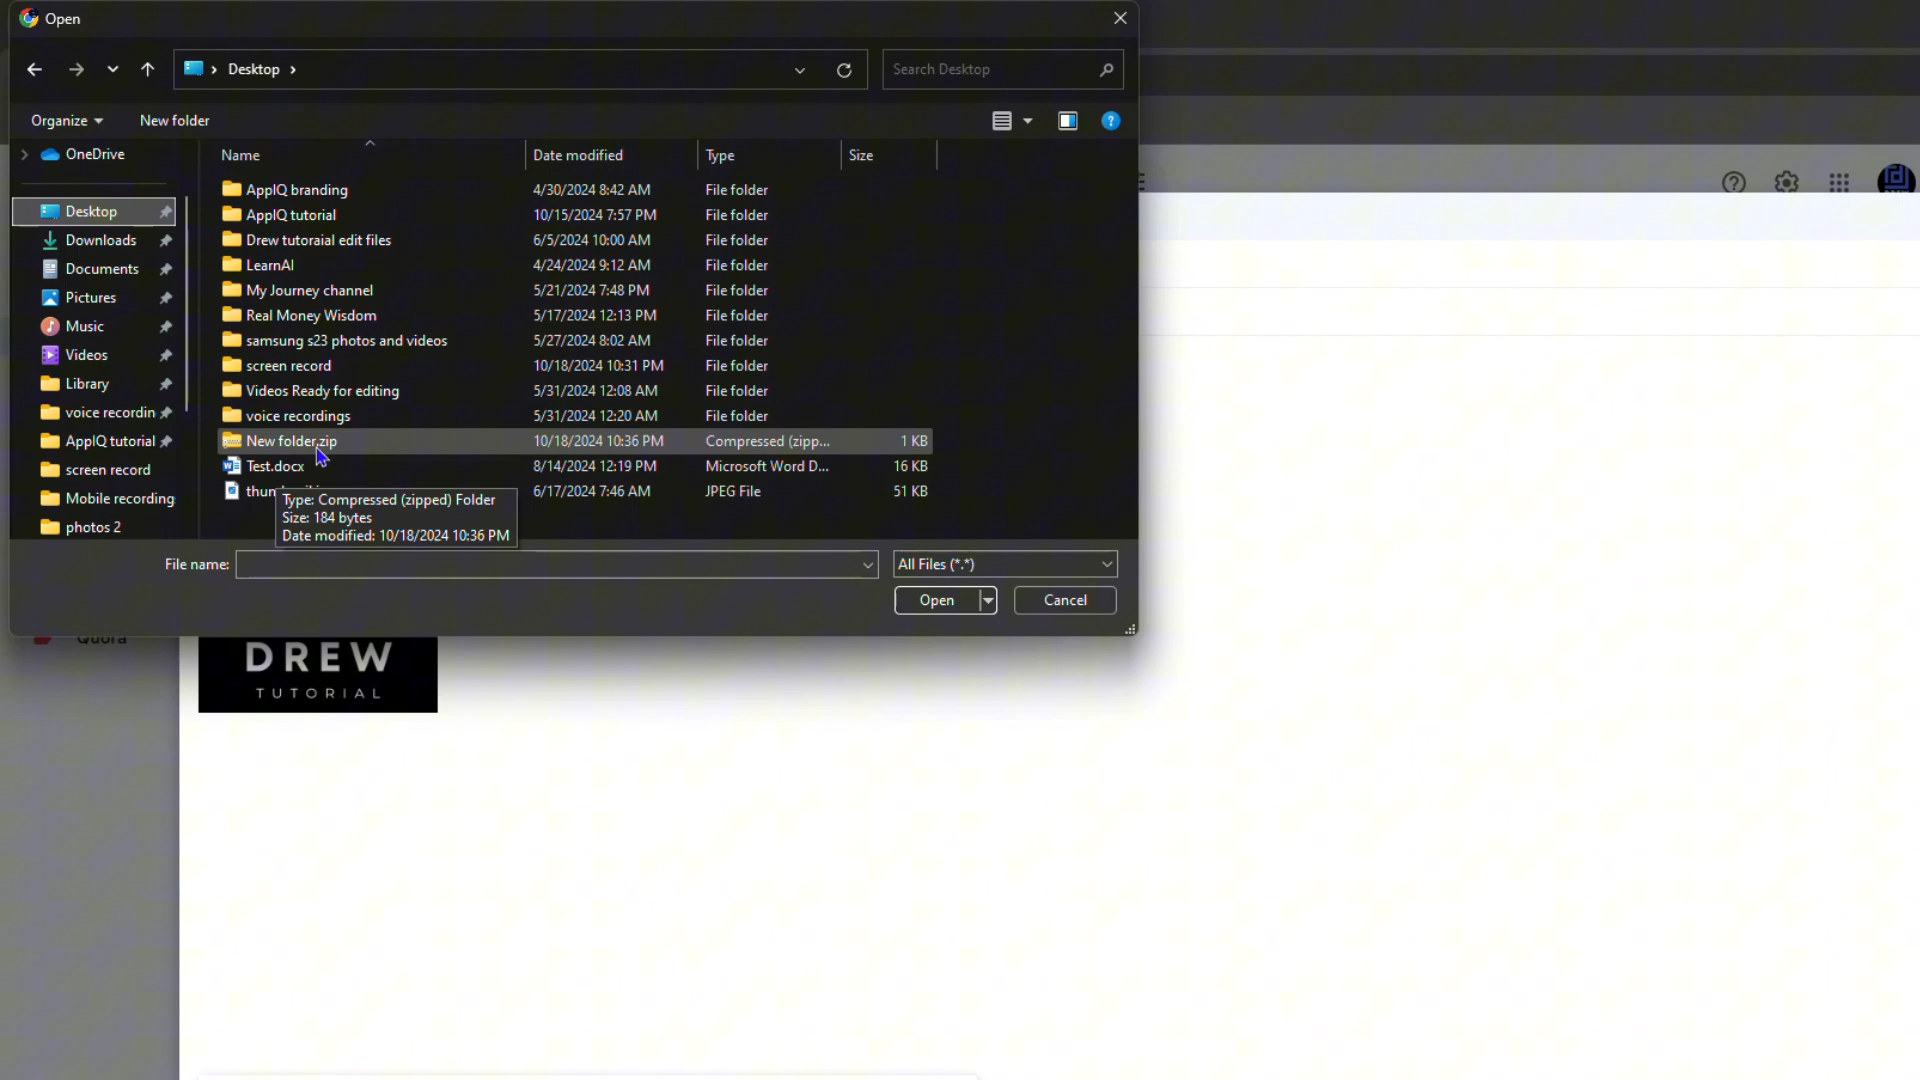 Open
Desktop
Search Desktop
Organize
New folder
OneDrive
Desktop
Downloads
Documents
Pictures
Music
Videos
Library
voice recordin
ApplQ tutorial
screen record
Mobile recording
photos 2
Name Date modified Type Size
ApplQ branding 4/30/2024 8:42 AM File folder
ApplQ tutorial 10/15/2024 7:57 PM File folder
Drew tutoraial edit files 6/5/2024 10:00 AM File folder
LearnAI 4/24/2024 9:12 AM File folder
My Journey channel 5/21/2024 7:48 PM File folder
Real Money Wisdom 5/17/2024 12:13 PM File folder
samsung s23 photos and videos 5/27/2024 8:02 AM File folder
screen record 10/18/2024 10:31 PM File folder
Videos Ready for editing 5/31/2024 12:08 AM File folder
voice recordings 5/31/2024 12:20 AM File folder
New folder.zip 10/18/2024 10:36 PM Compressed (zipp... 1 KB
Test.docx 8/14/2024 12:19 PM Microsoft Word D... 16 KB
6/17/2024 7:46 AM JPEG File 51 KB
Type: Compressed (zipped) Folder
Size: 184 bytes
Date modified: 10/18/2024 10:36 PM
File name:
All Files (*.*)
Open
Cancel
Quora
DREW
TUTORIAL